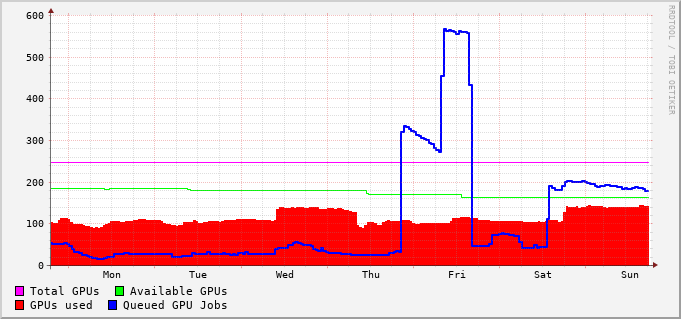 600
500
400
300
200
100
0
Mon Tue Wed Thu Fri Sat Sun
Total GPUs Available GPUs
GPUs used Queued GPU Jobs
RRDTOOL / TOBI OETIKER